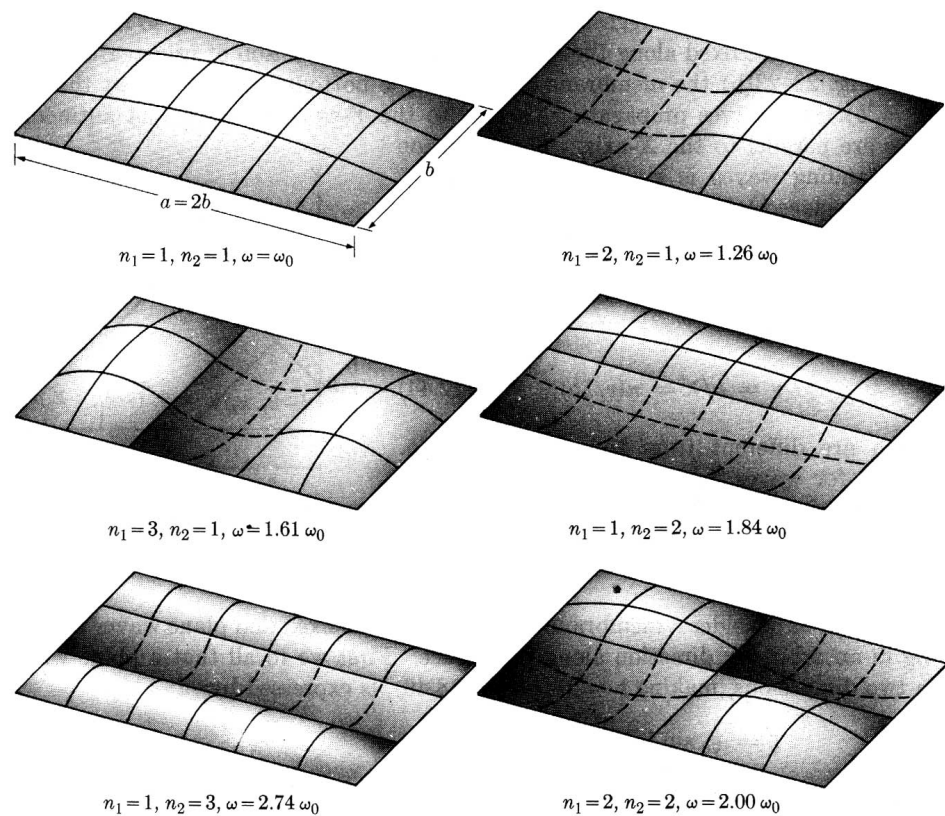 b
a = 2b
n₁ = 1, n₂ = 1, ω = ω₀
n₁ = 2, n₂ = 1, ω = 1.26 ω₀
n₁ = 3, n₂ = 1, ω = 1.61 ω₀
n₁ = 1, n₂ = 2, ω = 1.84 ω₀
n₁ = 1, n₂ = 3, ω = 2.74 ω₀
n₁ = 2, n₂ = 2, ω = 2.00 ω₀